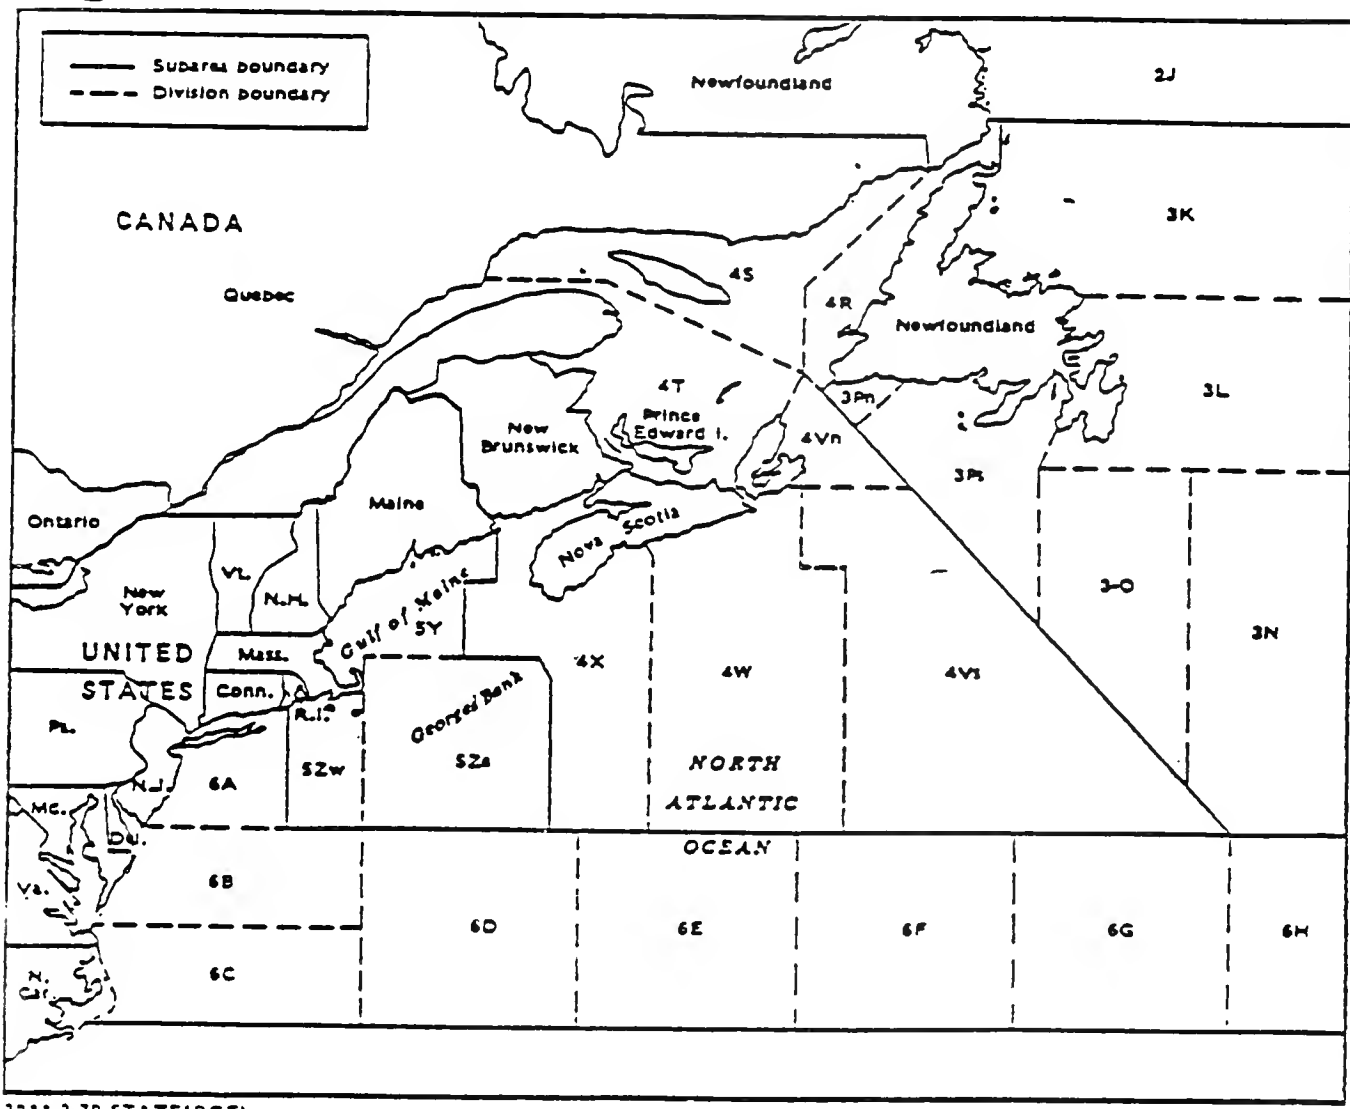 Subarea boundary
Division boundary
Newfoundland
2J
CANADA
3K
4S
Quebec
4R
Newfoundland
4T
3Pn
3L
Prince
Edward I.
New
Brunswick
4Vn
3Ps
Maine
Ontario
Nova Scotia
Vt.
N.H.
New
York
Gulf of Maine
5Y
3-O
3N
UNITED
STATES
Mass.
4X
4W
4Vs
Conn.
R.I.
Georges Bank
Pa.
N.J.
6A
5Zw
5Ze
NORTH
ATLANTIC
OCEAN
Md.
De.
Va.
6B
6D
6E
6F
6G
6H
6C
N.
Car.